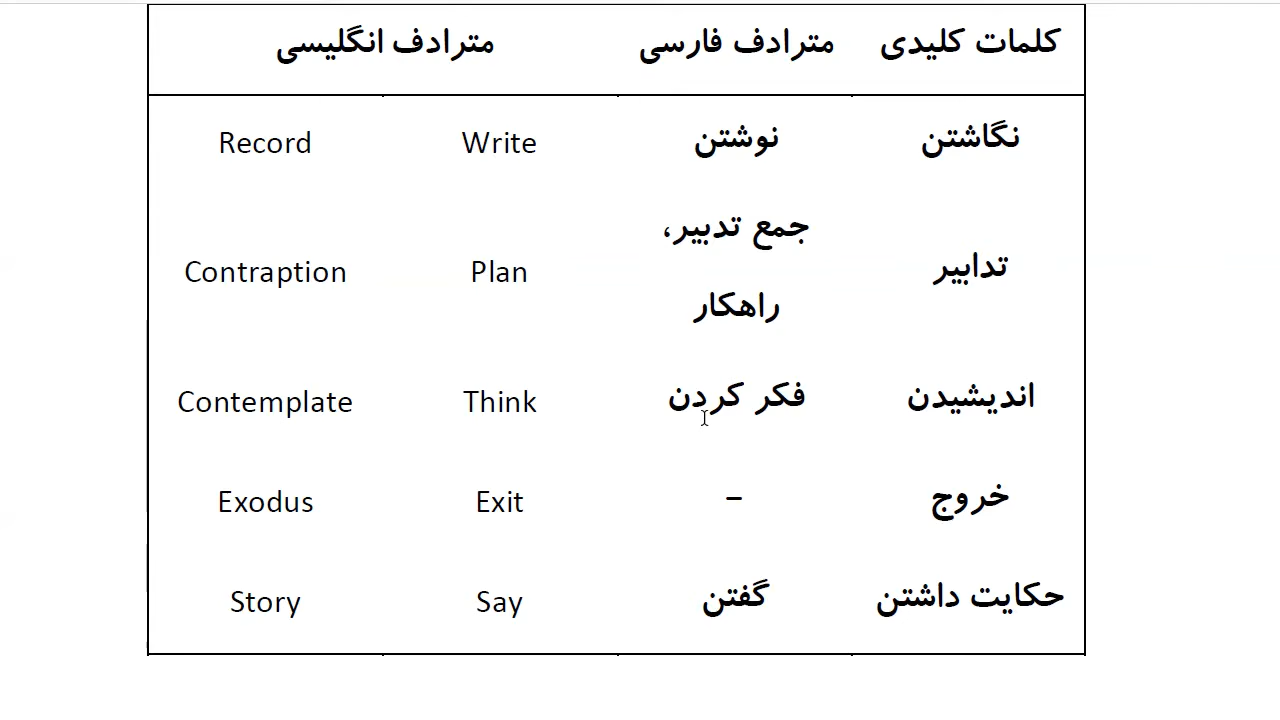 کلمات کلیدی مترادف فارسی مترادف انگلیسی
نگاشتن نوشتن Write Record
جمع تدبیر،
تدابیر Plan Contraption
راهکار
اندیشیدن فکر کردن Think Contemplate
خروج - Exit Exodus
حکایت داشتن گفتن Say Story